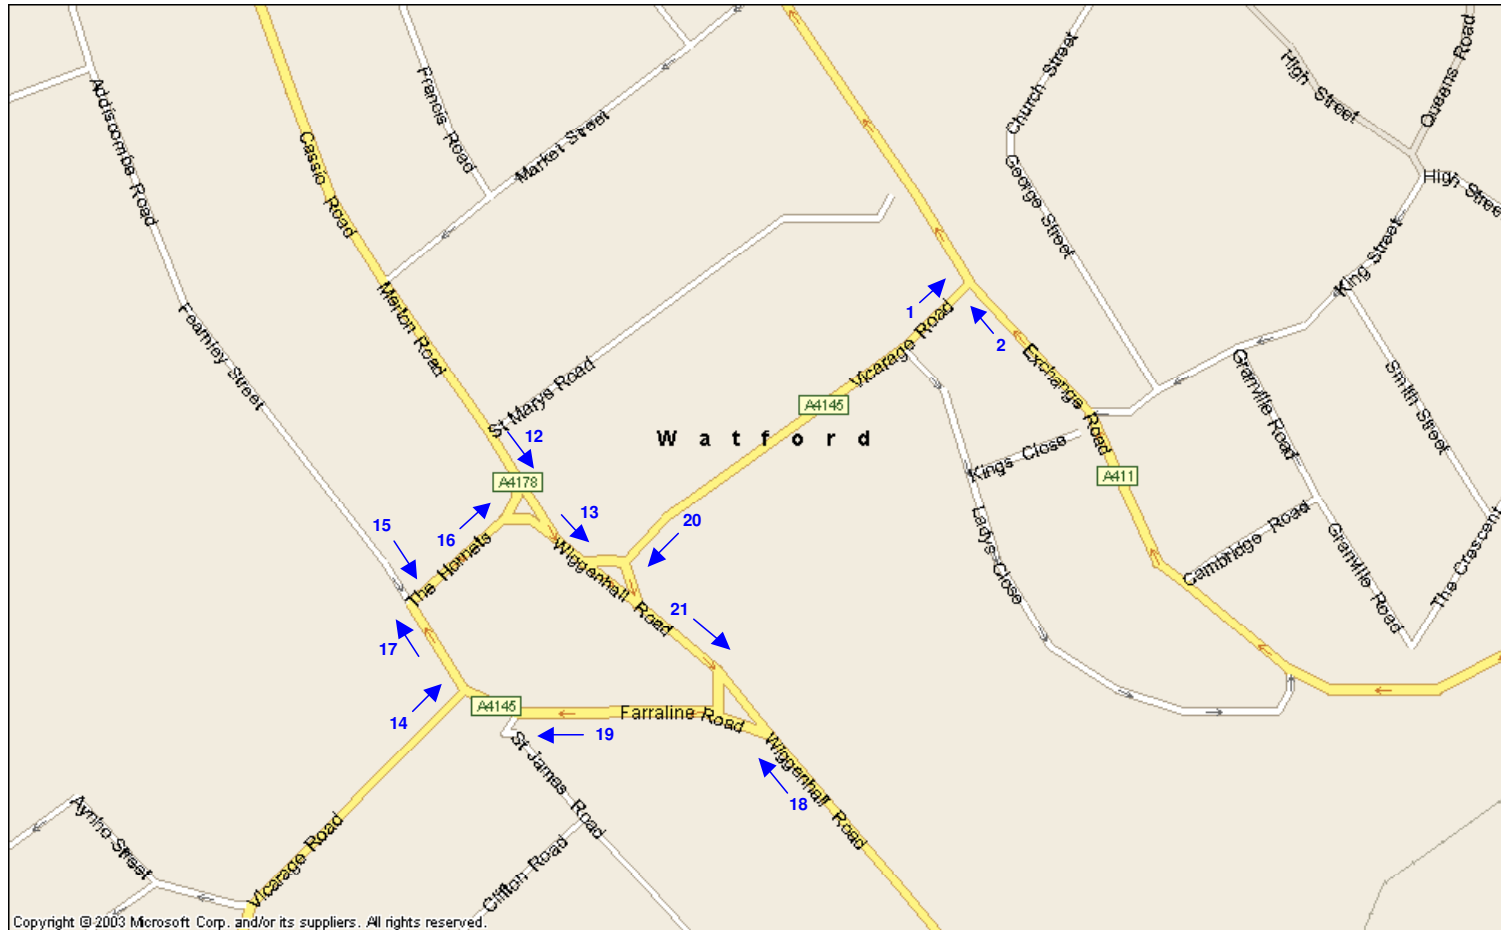 High Street
Queens Road
Church Street
Francis Road
Addiscombe Road
Market Street
Cassio Road
George Street
High Street
King Street
Merton Road
1
Vicarage Road
2
Fearnley Street
Exchange Road
Granville Road
Smith Street
St Marys Road
A4145
12
Watford
Kings Close
A4178
A411
13
15
20
16
Ladys Close
Cambridge Road
The Hornets
Wiggenhall Road
Granville Road
The Crescent
21
17
A4145
14
Farraline Road
19
St James Road
Wiggenhall Road
18
Aynho Street
Vicarage Road
Clifton Road
Copyright © 2003 Microsoft Corp. and/or its suppliers. All rights reserved.